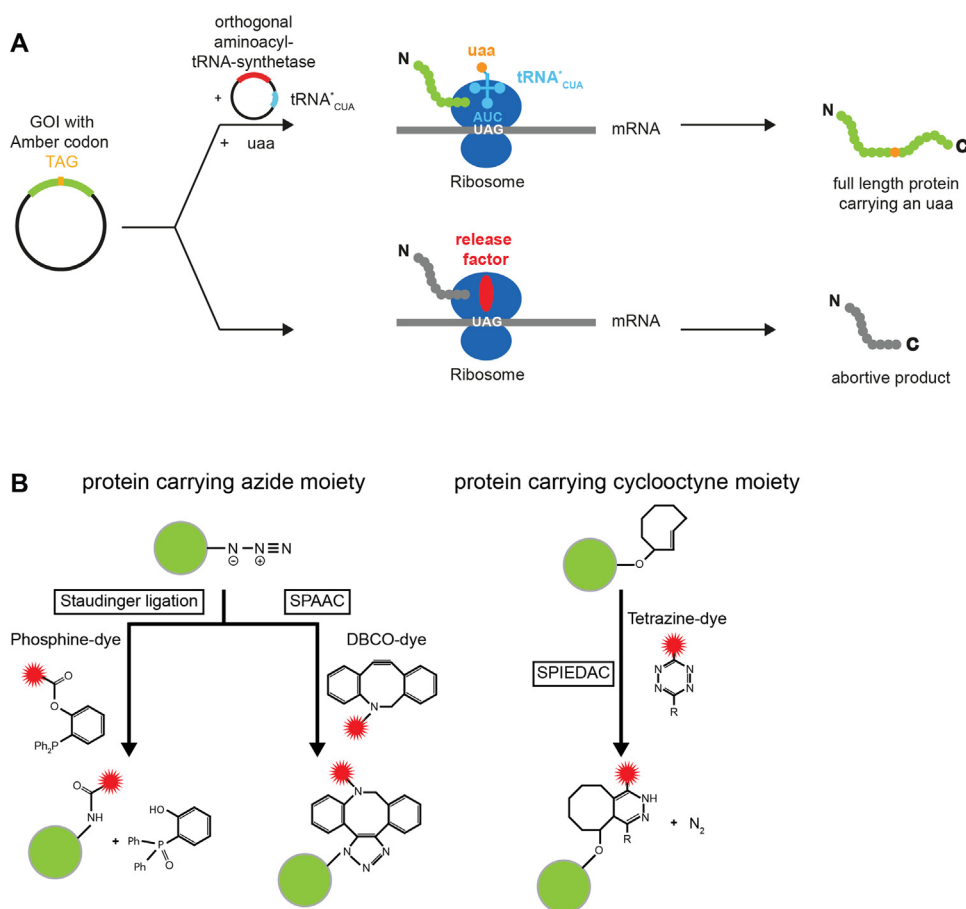 A
orthogonal
aminoacyl-
tRNA-synthetase
+
tRNA*CUA
GOI with
Amber codon
TAG
+ uaa
N
uaa
tRNA*CUA
AUC
UAG
mRNA
Ribosome
N
C
full length protein
carrying an uaa
release
factor
N
UAG
mRNA
Ribosome
N
C
abortive product
B
protein carrying azide moiety
protein carrying cyclooctyne moiety
N N≡N
⊖ ⊕
O
Staudinger ligation
SPAAC
Phosphine-dye
DBCO-dye
Tetrazine-dye
SPIEDAC
O
O
Ph2P
N
N N
N N
R
O
NH
+
HO
Ph P
Ph O
N
N N N
NH
N
R
O
+ N2